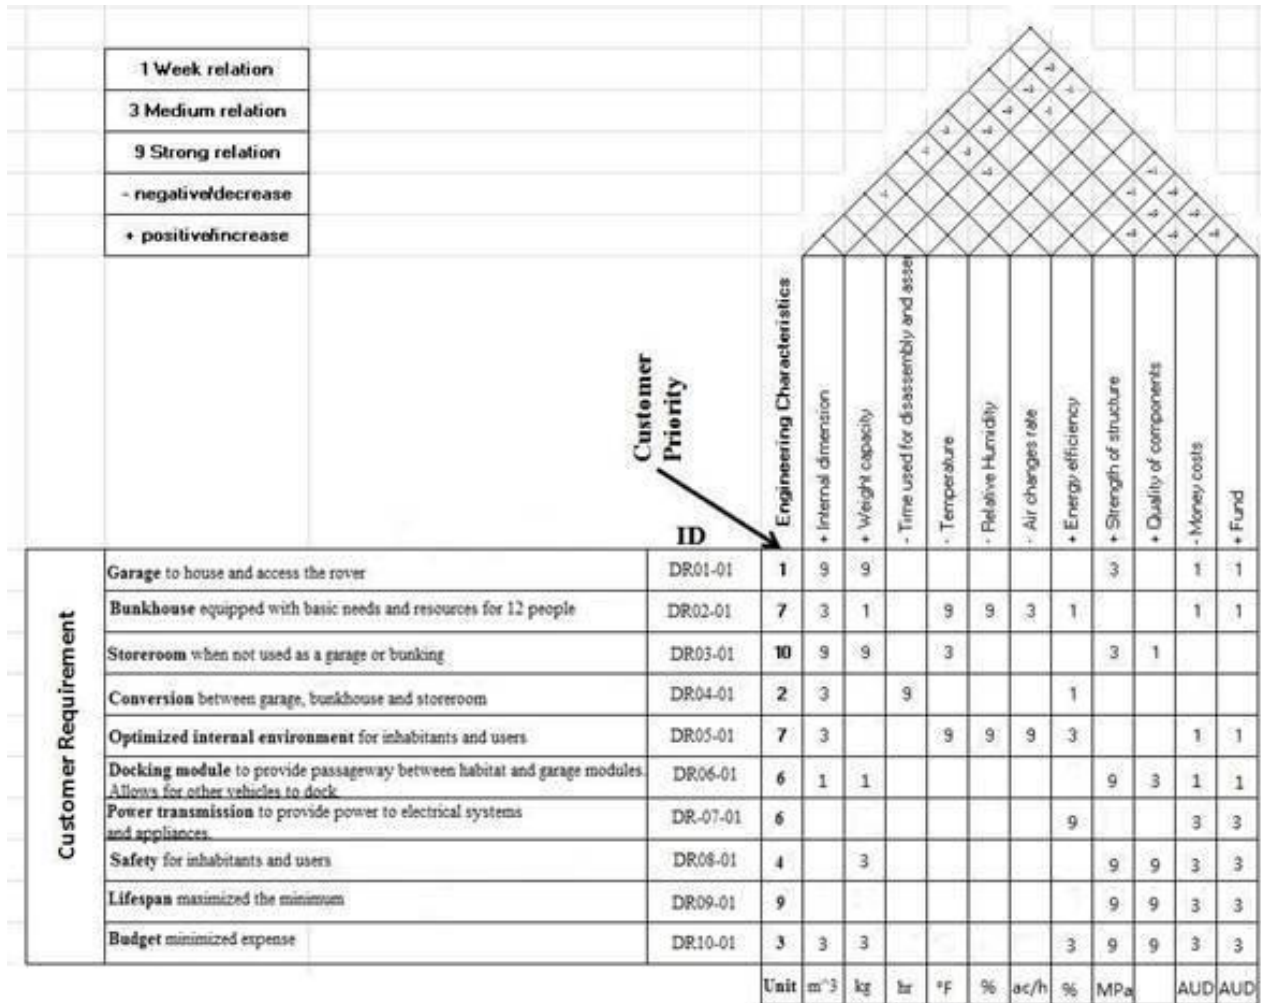 1 Week relation
3 Medium relation
9 Strong relation
- negative/decrease
+ positive/increase
Customer
Priority
ID
Engineering Characteristics
+ Internal dimension
+ Weight capacity
- Time used for disassembly and asser
- Temperature
- Relative Humidity
- Air changes rate
+ Energy efficiency
+ Strength of structure
+ Quality of components
- Money costs
+ Fund
Customer Requirement
Garage to house and access the rover DR01-01 1 9 9 3 1 1
Bunkhouse equipped with basic needs and resources for 12 people DR02-01 7 3 1 9 9 3 1 1 1
Storeroom when not used as a garage or bunking DR03-01 10 9 9 3 3 1
Conversion between garage, bunkhouse and storeroom DR04-01 2 3 9 1
Optimized internal environment for inhabitants and users DR05-01 7 3 9 9 9 3 1 1
Docking module to provide passageway between habitat and garage modules.
Allows for other vehicles to dock. DR06-01 6 1 1 9 3 1 1
Power transmission to provide power to electrical systems
and appliances. DR-07-01 6 9 3 3
Safety for inhabitants and users DR08-01 4 3 9 9 3 3
Lifespan maximized the minimum DR09-01 9 9 9 3 3
Budget minimized expense DR10-01 3 3 3 3 9 9 3 3
Unit m^3 kg hr °F % ac/h % MPa AUD AUD